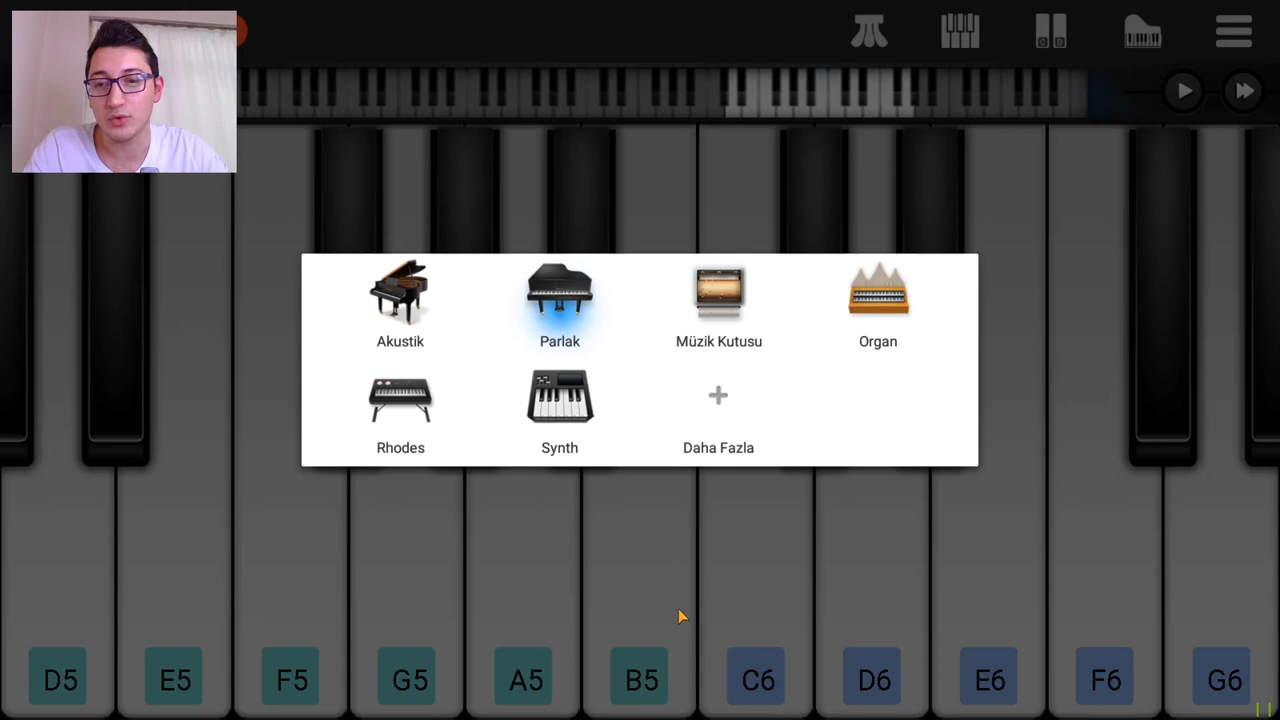 C D
Akustik
Parlak
Müzik Kutusu
Organ
Rhodes
Synth
Daha Fazla
D5 E5 F5 G5 A5 B5 C6 D6 E6 F6 G6